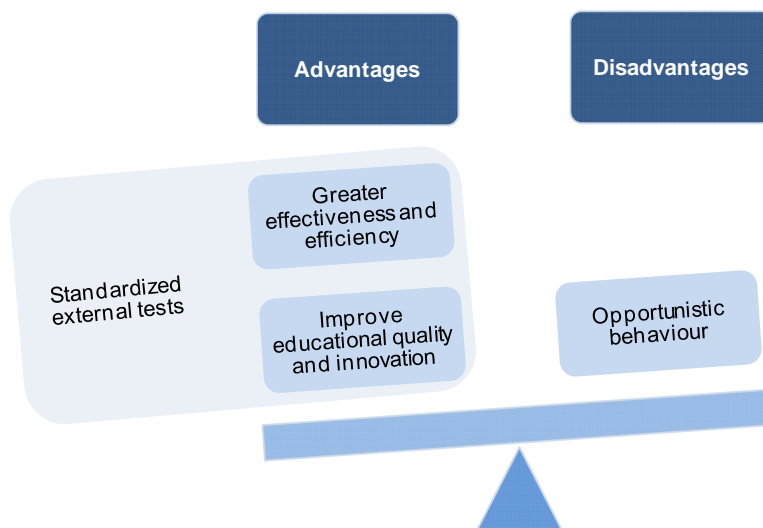 Advantages
Disadvantages
Greater
effectiveness and
efficiency
Standardized
external tests
Improve
educational quality
and innovation
Opportunistic
behaviour